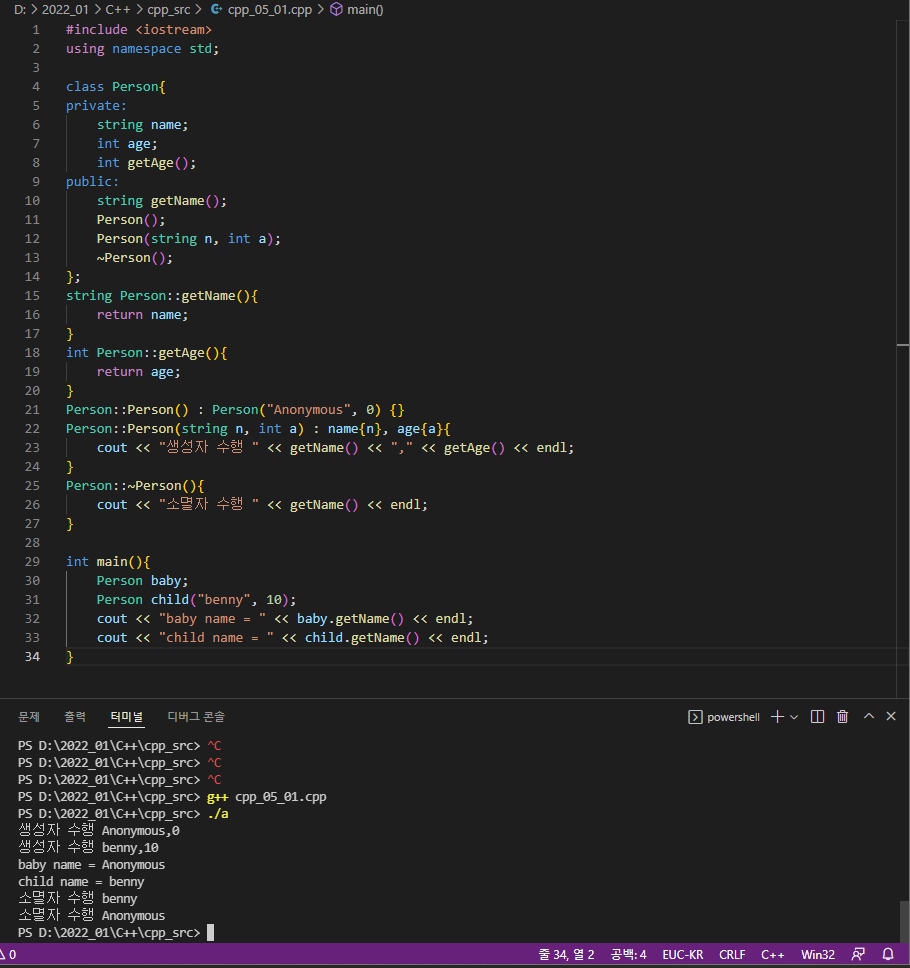 D: > 2022_01 > C++ > cpp_src > cpp_05_01.cpp > main()
1 #include <iostream>
2 using namespace std;
3
4 class Person{
5 private:
6     string name;
7     int age;
8     int getAge();
9 public:
10     string getName();
11     Person();
12     Person(string n, int a);
13     ~Person();
14 };
15 string Person::getName(){
16     return name;
17 }
18 int Person::getAge(){
19     return age;
20 }
21 Person::Person() : Person("Anonymous", 0) {}
22 Person::Person(string n, int a) : name{n}, age{a}{
23     cout << "생성자 수행 " << getName() << "," << getAge() << endl;
24 }
25 Person::~Person(){
26     cout << "소멸자 수행 " << getName() << endl;
27 }
28
29 int main(){
30     Person baby;
31     Person child("benny", 10);
32     cout << "baby name = " << baby.getName() << endl;
33     cout << "child name = " << child.getName() << endl;
34 }
문제 출력 터미널 디버그 콘솔 powershell
PS D:\2022_01\C++\cpp_src> ^C
PS D:\2022_01\C++\cpp_src> ^C
PS D:\2022_01\C++\cpp_src> ^C
PS D:\2022_01\C++\cpp_src> g++ cpp_05_01.cpp
PS D:\2022_01\C++\cpp_src> ./a
생성자 수행 Anonymous,0
생성자 수행 benny,10
baby name = Anonymous
child name = benny
소멸자 수행 benny
소멸자 수행 Anonymous
PS D:\2022_01\C++\cpp_src>
0 줄 34, 열 2 공백: 4 EUC-KR CRLF C++ Win32